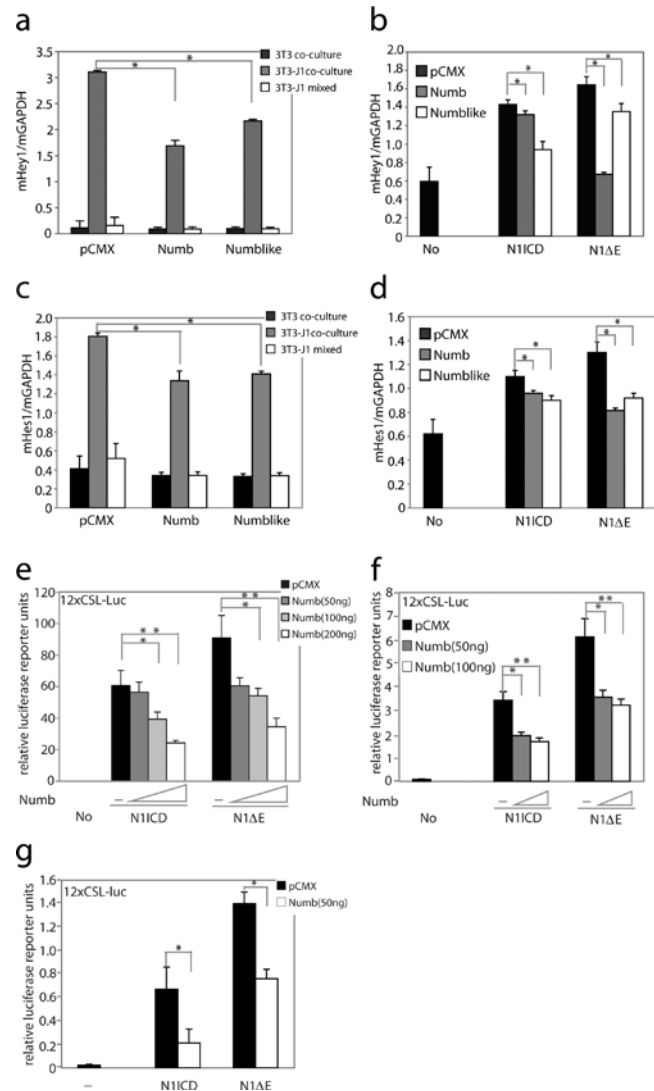 a
mHey1/mGAPDH
3.5
3
2.5
2
1.5
1
0.5
0
3T3 co-culture
3T3-J1co-culture
3T3-J1 mixed
* *
pCMX Numb Numblike
b
mHey1/mGAPDH
1.8
1.6
1.4
1.2
1.0
0.8
0.6
0.4
0.2
0
pCMX
Numb
Numblike
* * * *
No N1ICD N1ΔE
c
mHes1/mGAPDH
2.0
1.8
1.6
1.4
1.2
1.0
0.8
0.6
0.4
0.2
0
3T3 co-culture
3T3-J1co-culture
3T3-J1 mixed
* *
pCMX Numb Numblike
d
mHes1/mGAPDH
1.6
1.4
1.2
1.0
0.8
0.6
0.4
0.2
0
pCMX
Numb
Numblike
* * * *
No N1ICD N1ΔE
e
relative luciferase reporter units
120
100
80
60
40
20
0
12xCSL-Luc
pCMX
Numb(50ng)
Numb(100ng)
Numb(200ng)
* * *
* * *
Numb – –
No N1ICD N1ΔE
f
relative luciferase reporter units
8
7
6
5
4
3
2
1
0
12xCSL-Luc
pCMX
Numb(50ng)
Numb(100ng)
* * *
* * *
Numb – –
No N1ICD N1ΔE
g
relative luciferase reporter units
1.6
1.4
1.2
1.0
0.8
0.6
0.4
0.2
0
12xCSL-luc
pCMX
Numb(50ng)
* *
– N1ICD N1ΔE